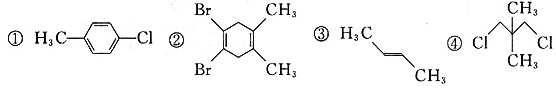 ① H₃C Cl ② Br Br CH₃ CH₃ ③ H₃C CH₃ ④ Cl CH₃ CH₃ Cl